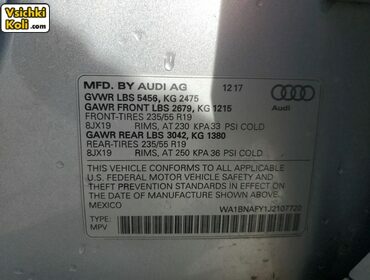 Vsichki
Koli.com
MFD. BY AUDI AG 12 17
GVWR LBS 5456, KG 2475
GAWR FRONT LBS 2679, KG 1215
FRONT-TIRES 235/55 R19
8JX19 RIMS, AT 230 KPA 33 PSI COLD
GAWR REAR LBS 3042, KG 1380
REAR-TIRES 235/55 R19
8JX19 RIMS, AT 250 KPA 36 PSI COLD
Audi
THIS VEHICLE CONFORMS TO ALL APPLICABLE
U.S. FEDERAL MOTOR VEHICLE SAFETY AND
THEFT PREVENTION STANDARDS IN EFFECT ON THE
DATE OF MANUFACTURE SHOWN ABOVE.
MEXICO
WA1BNAFY1J2107720
TYPE:
MPV